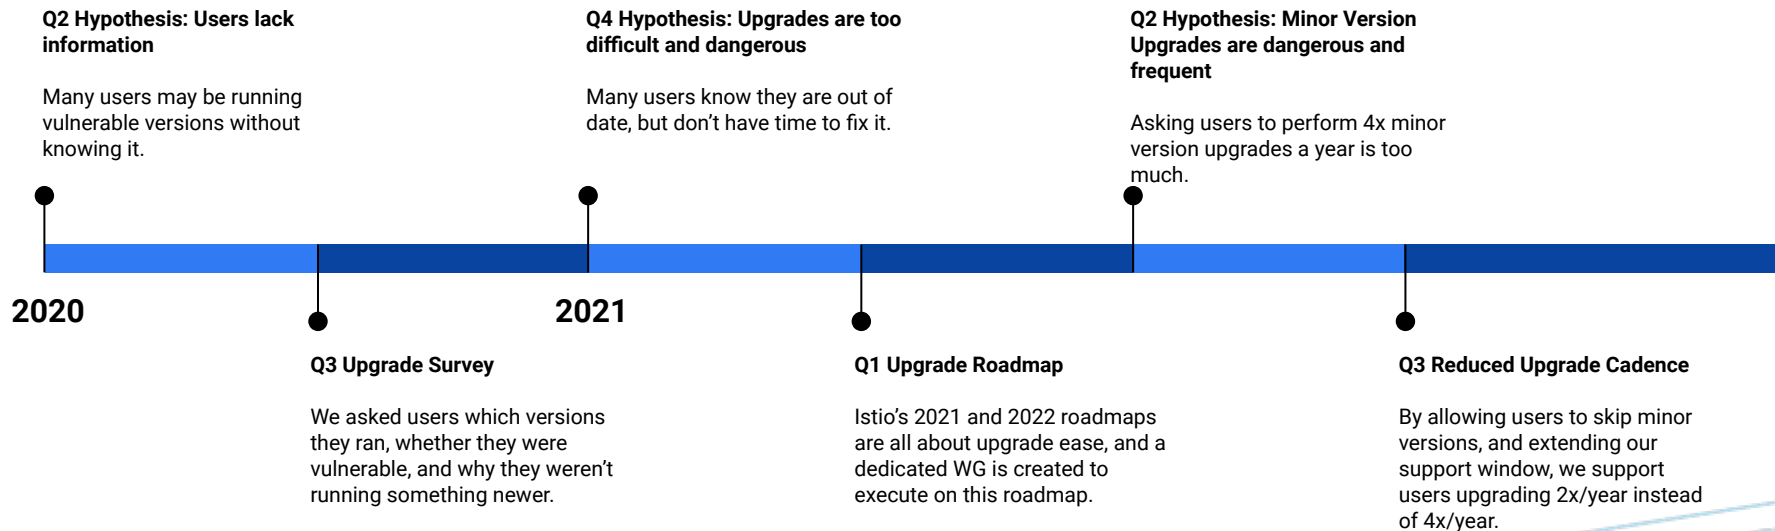 Q2 Hypothesis: Users lack
information
Many users may be running
vulnerable versions without
knowing it.
Q4 Hypothesis: Upgrades are too
difficult and dangerous
Many users know they are out of
date, but don’t have time to fix it.
Q2 Hypothesis: Minor Version
Upgrades are dangerous and
frequent
Asking users to perform 4x minor
version upgrades a year is too
much.
2020
2021
Q3 Upgrade Survey
We asked users which versions
they ran, whether they were
vulnerable, and why they weren’t
running something newer.
Q1 Upgrade Roadmap
Istio’s 2021 and 2022 roadmaps
are all about upgrade ease, and a
dedicated WG is created to
execute on this roadmap.
Q3 Reduced Upgrade Cadence
By allowing users to skip minor
versions, and extending our
support window, we support
users upgrading 2x/year instead
of 4x/year.